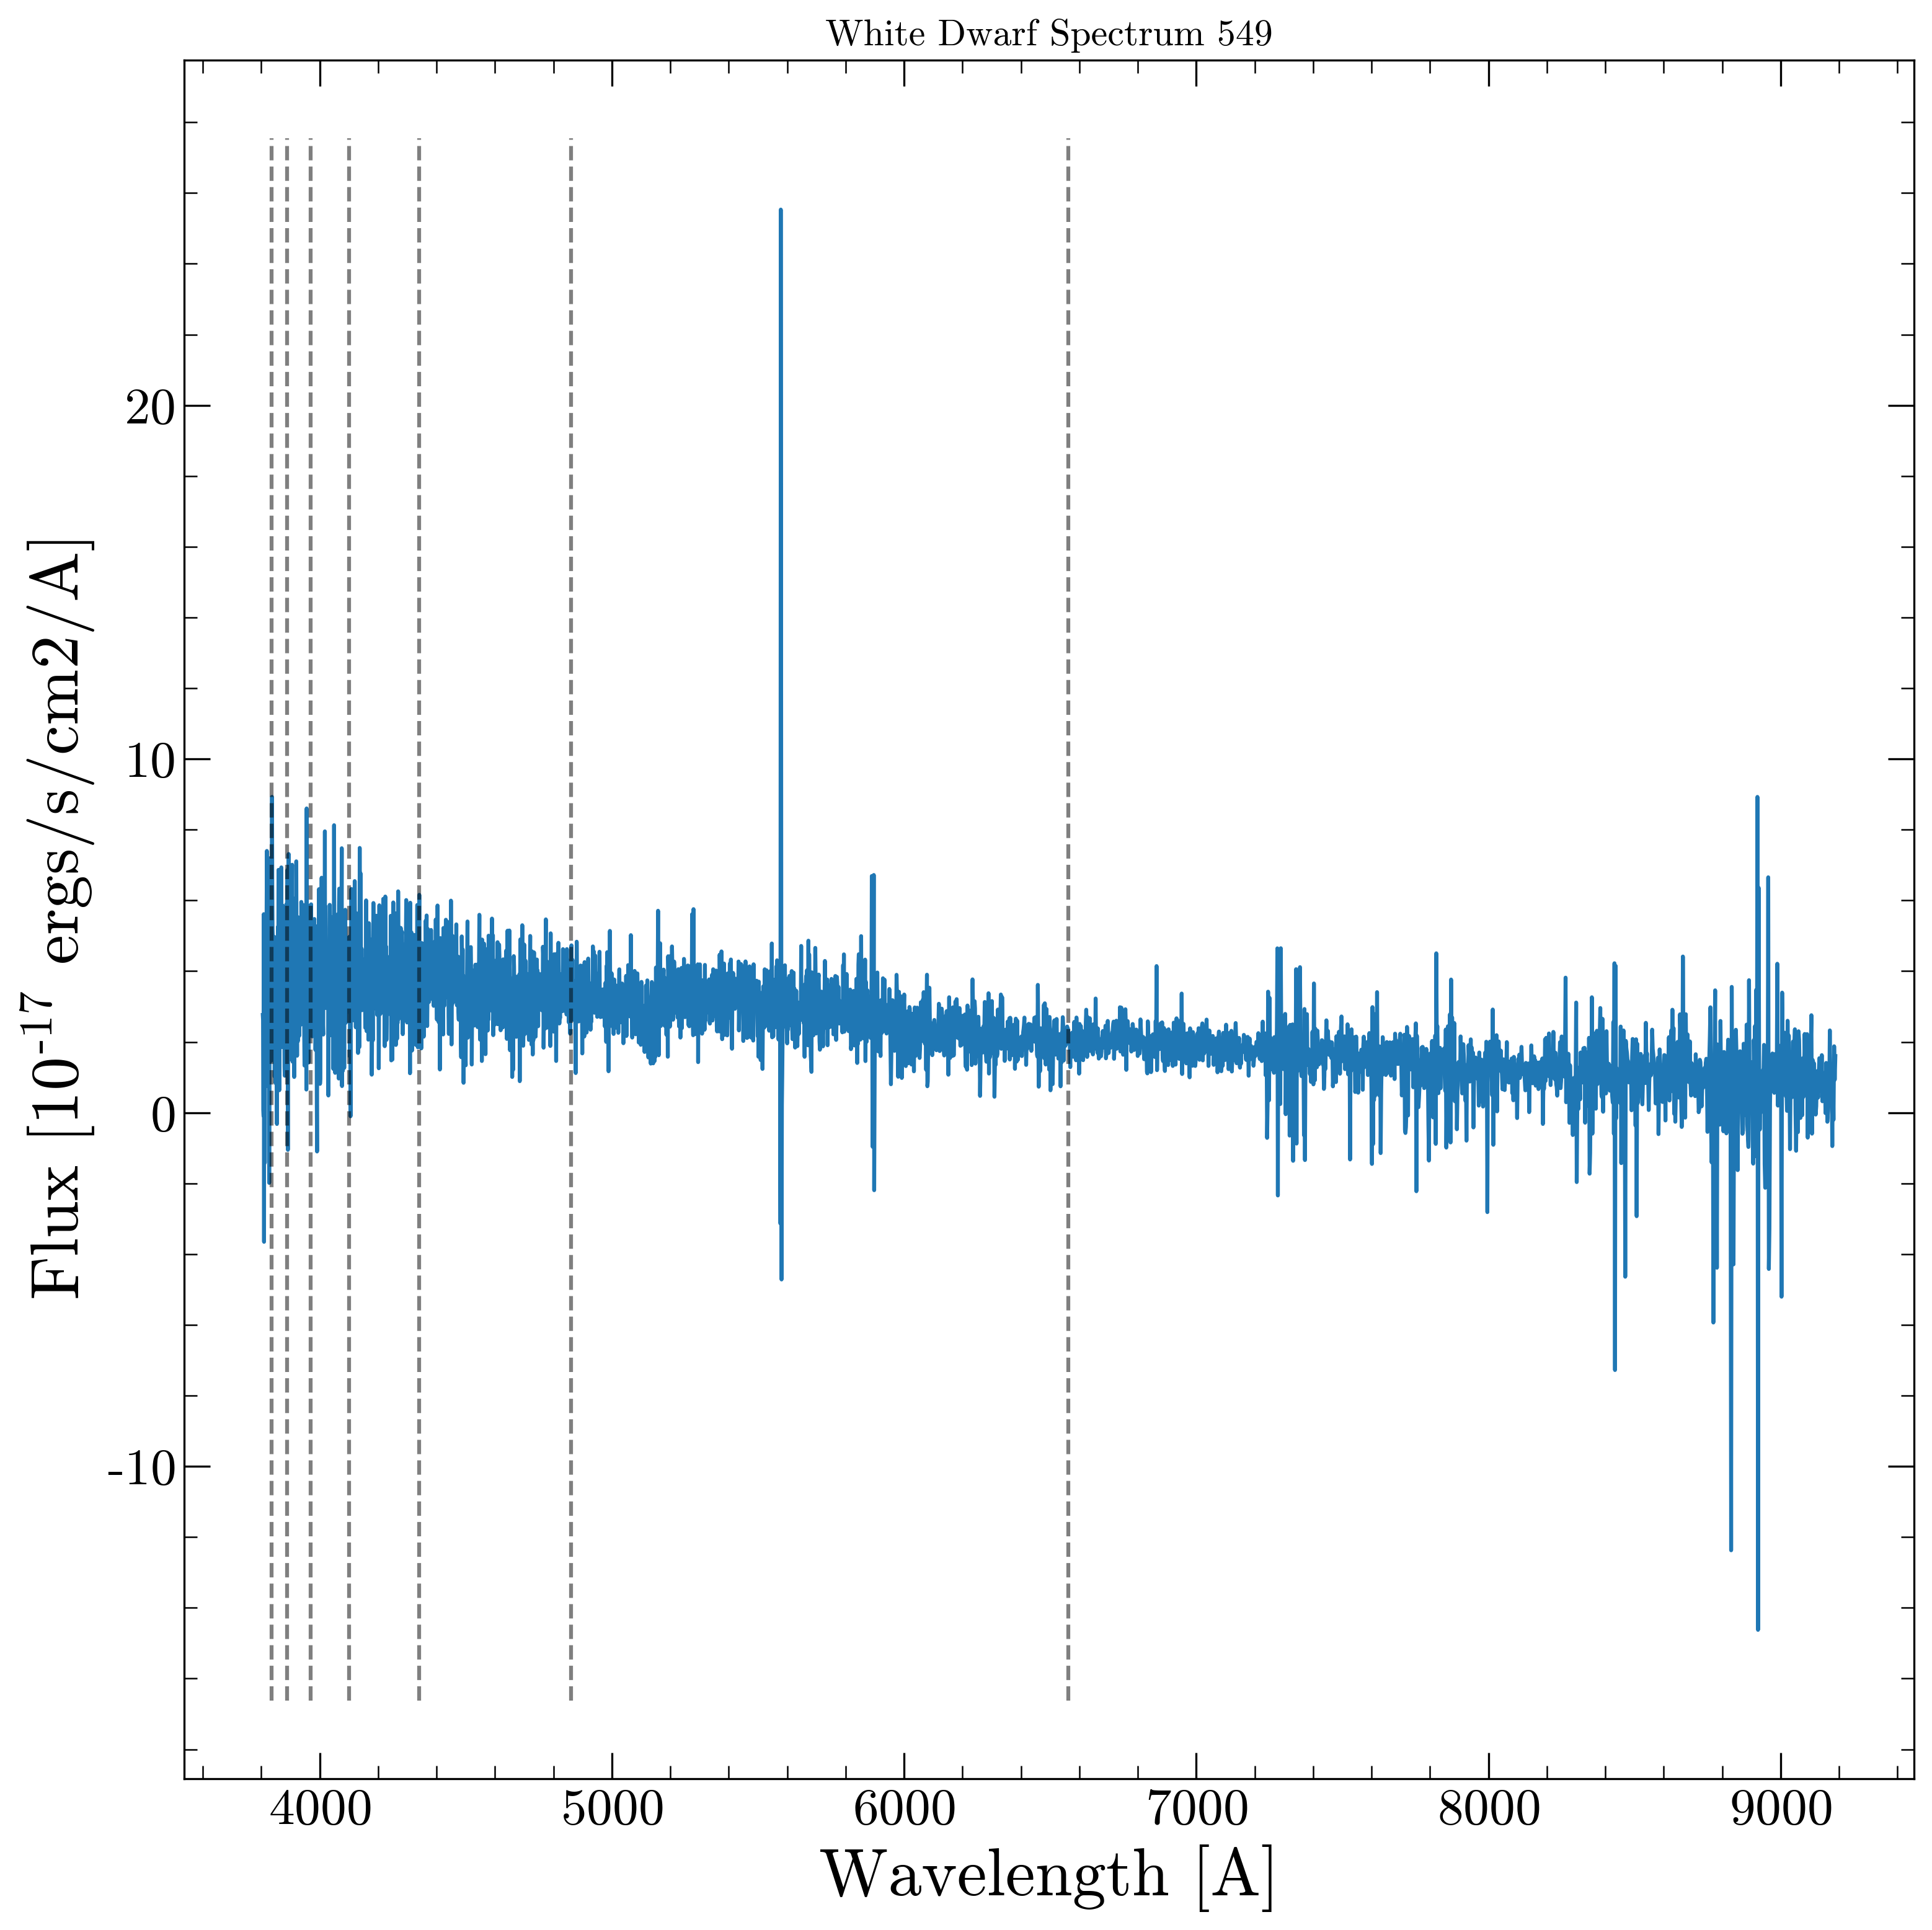 White Dwarf Spectrum 549
Flux [10-17 ergs/s/cm2/A]
20
10
0
-10
4000 5000 6000 7000 8000 9000
Wavelength [A]